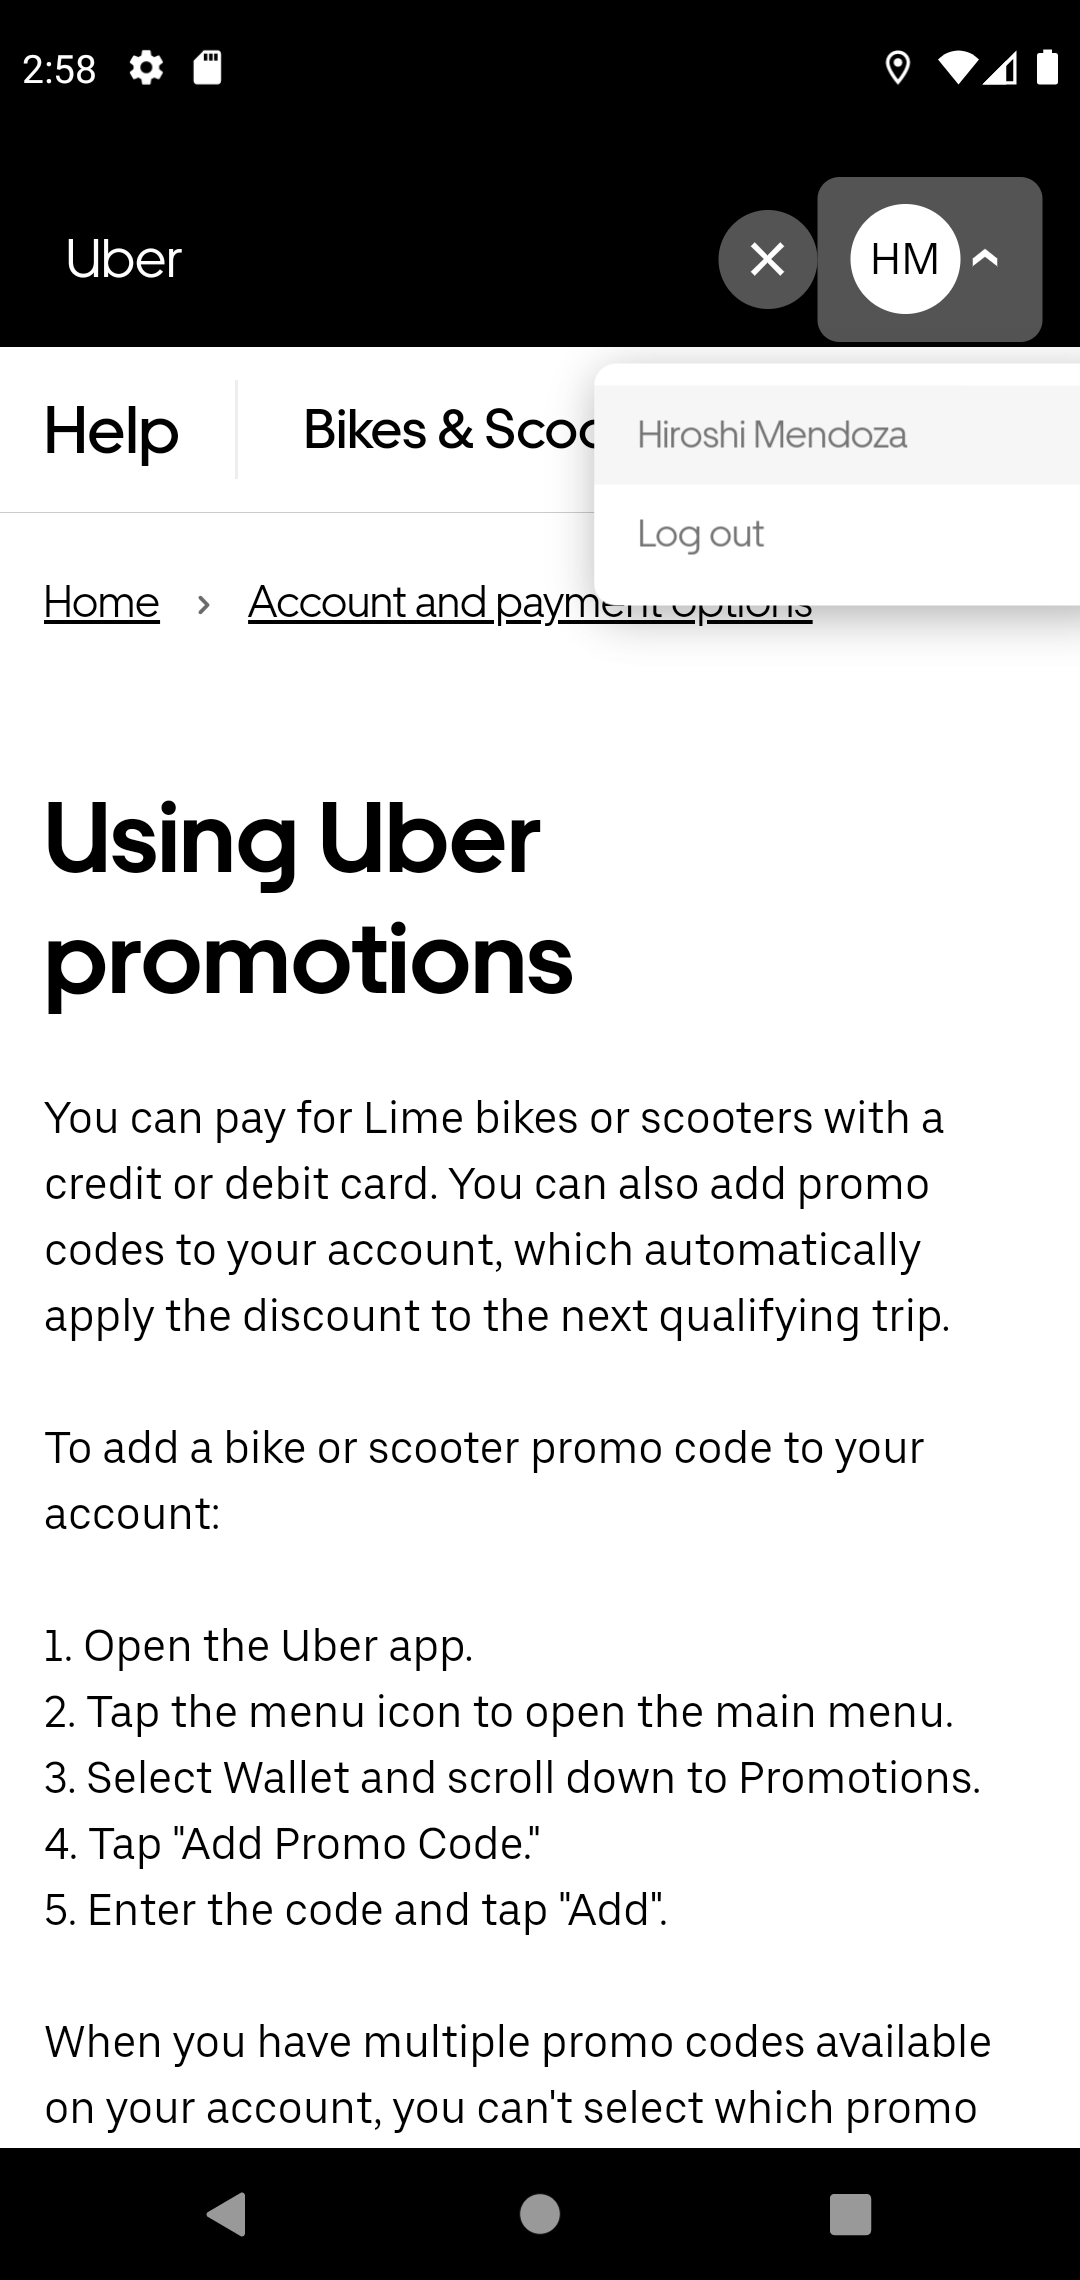 2:58
Uber
HM
Help
Bikes & Scoo
Hiroshi Mendoza
Log out
Home
Account and payment options
Using Uber
promotions
You can pay for Lime bikes or scooters with a
credit or debit card. You can also add promo
codes to your account, which automatically
apply the discount to the next qualifying trip.
To add a bike or scooter promo code to your
account:
1. Open the Uber app.
2. Tap the menu icon to open the main menu.
3. Select Wallet and scroll down to Promotions.
4. Tap "Add Promo Code."
5. Enter the code and tap "Add".
When you have multiple promo codes available
on your account, you can't select which promo